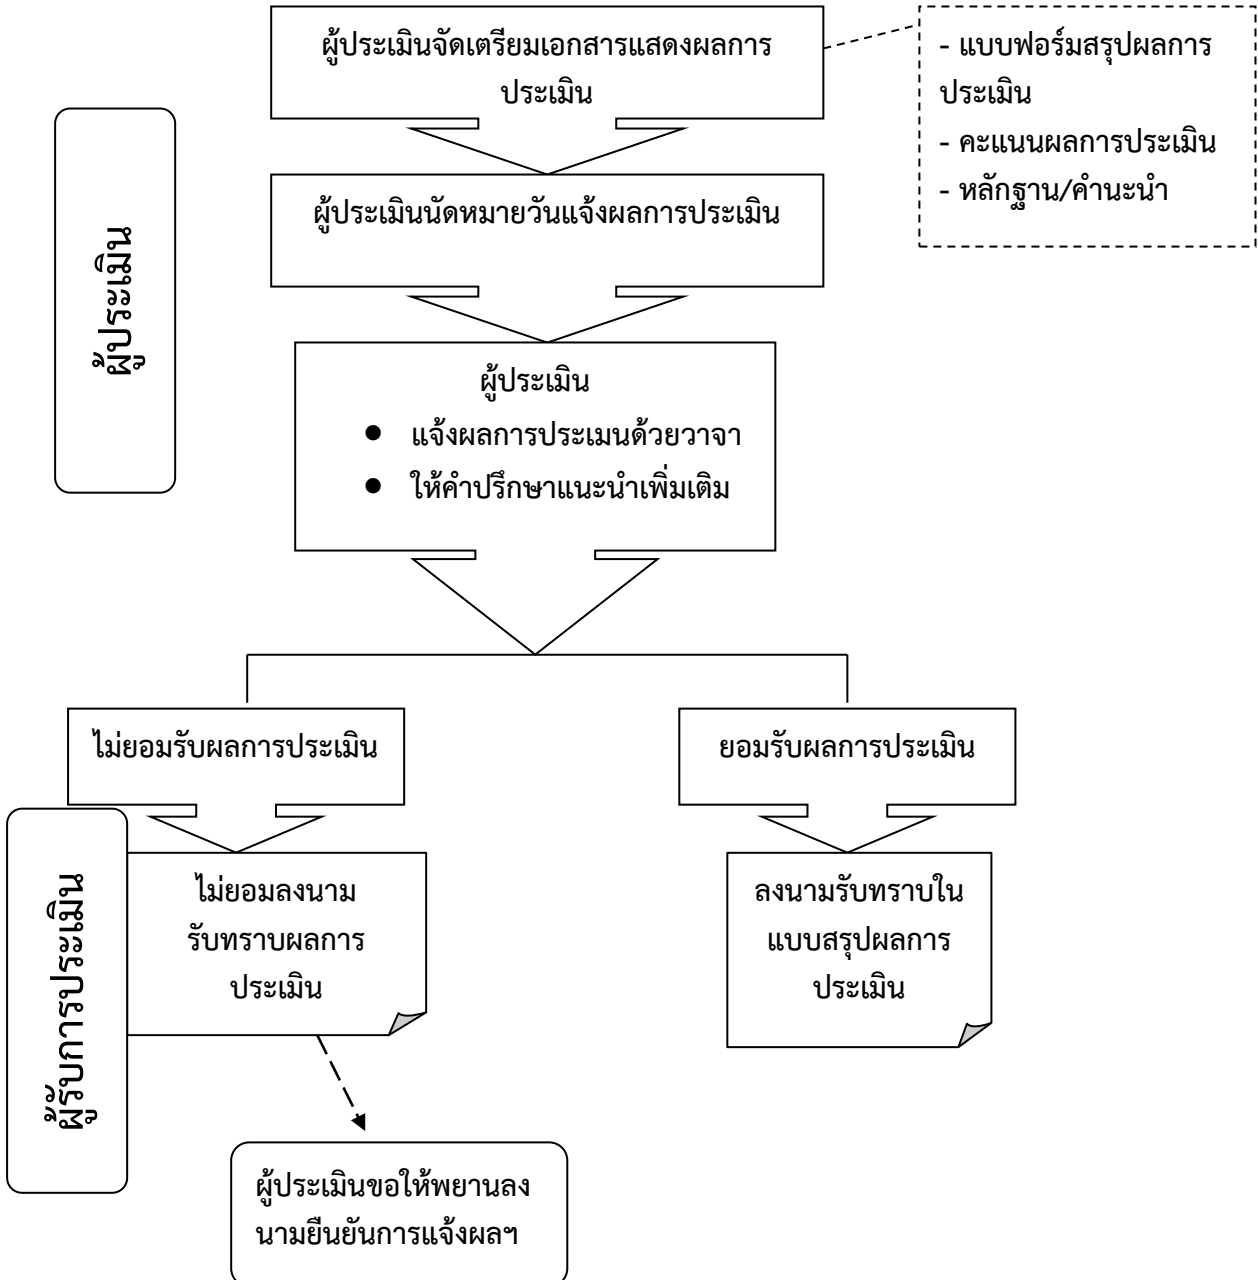 ผู้ประเมินจัดเตรียมเอกสารแสดงผลการ
ประเมิน
- แบบฟอร์มสรุปผลการ
ประเมิน
- คะแนนผลการประเมิน
- หลักฐาน/คำนะนำ
ผู้ประเมิน
ผู้ประเมินนัดหมายวันแจ้งผลการประเมิน
ผู้ประเมิน
● แจ้งผลการประเมนด้วยวาจา
● ให้คำปรึกษาแนะนำเพิ่มเติม
ไม่ยอมรับผลการประเมิน
ยอมรับผลการประเมิน
ผู้รับการประเมิน
ไม่ยอมลงนาม
รับทราบผลการ
ประเมิน
ลงนามรับทราบใน
แบบสรุปผลการ
ประเมิน
ผู้ประเมินขอให้พยานลง
นามยืนยันการแจ้งผลฯ